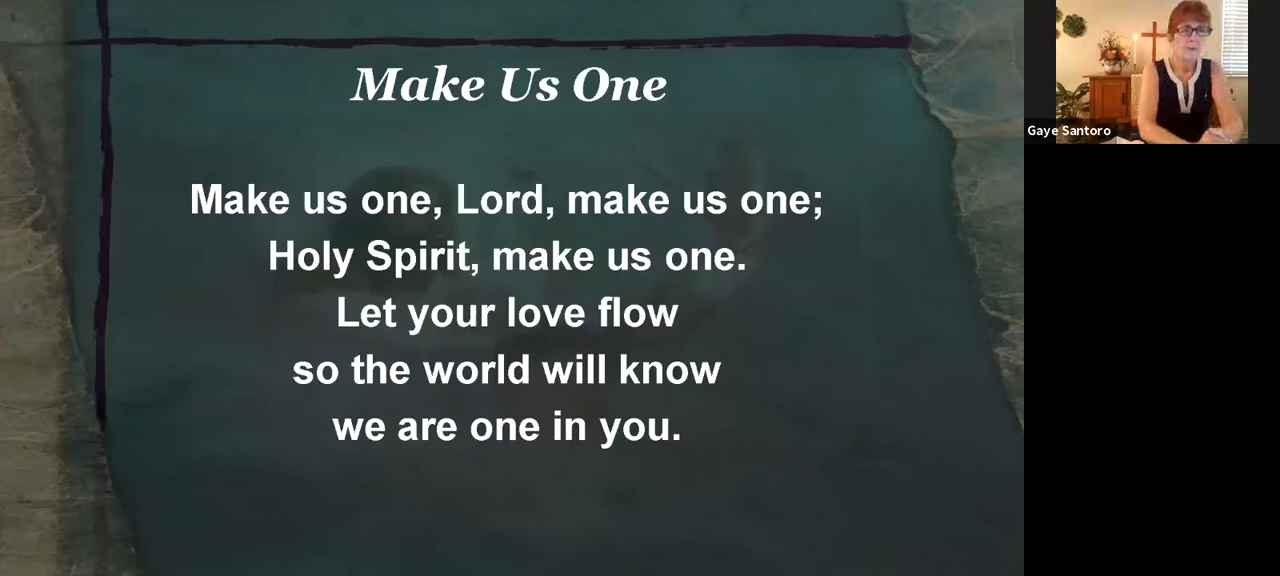 Make Us One
Make us one, Lord, make us one;
Holy Spirit, make us one.
Let your love flow
so the world will know
we are one in you.
Gaye Santoro